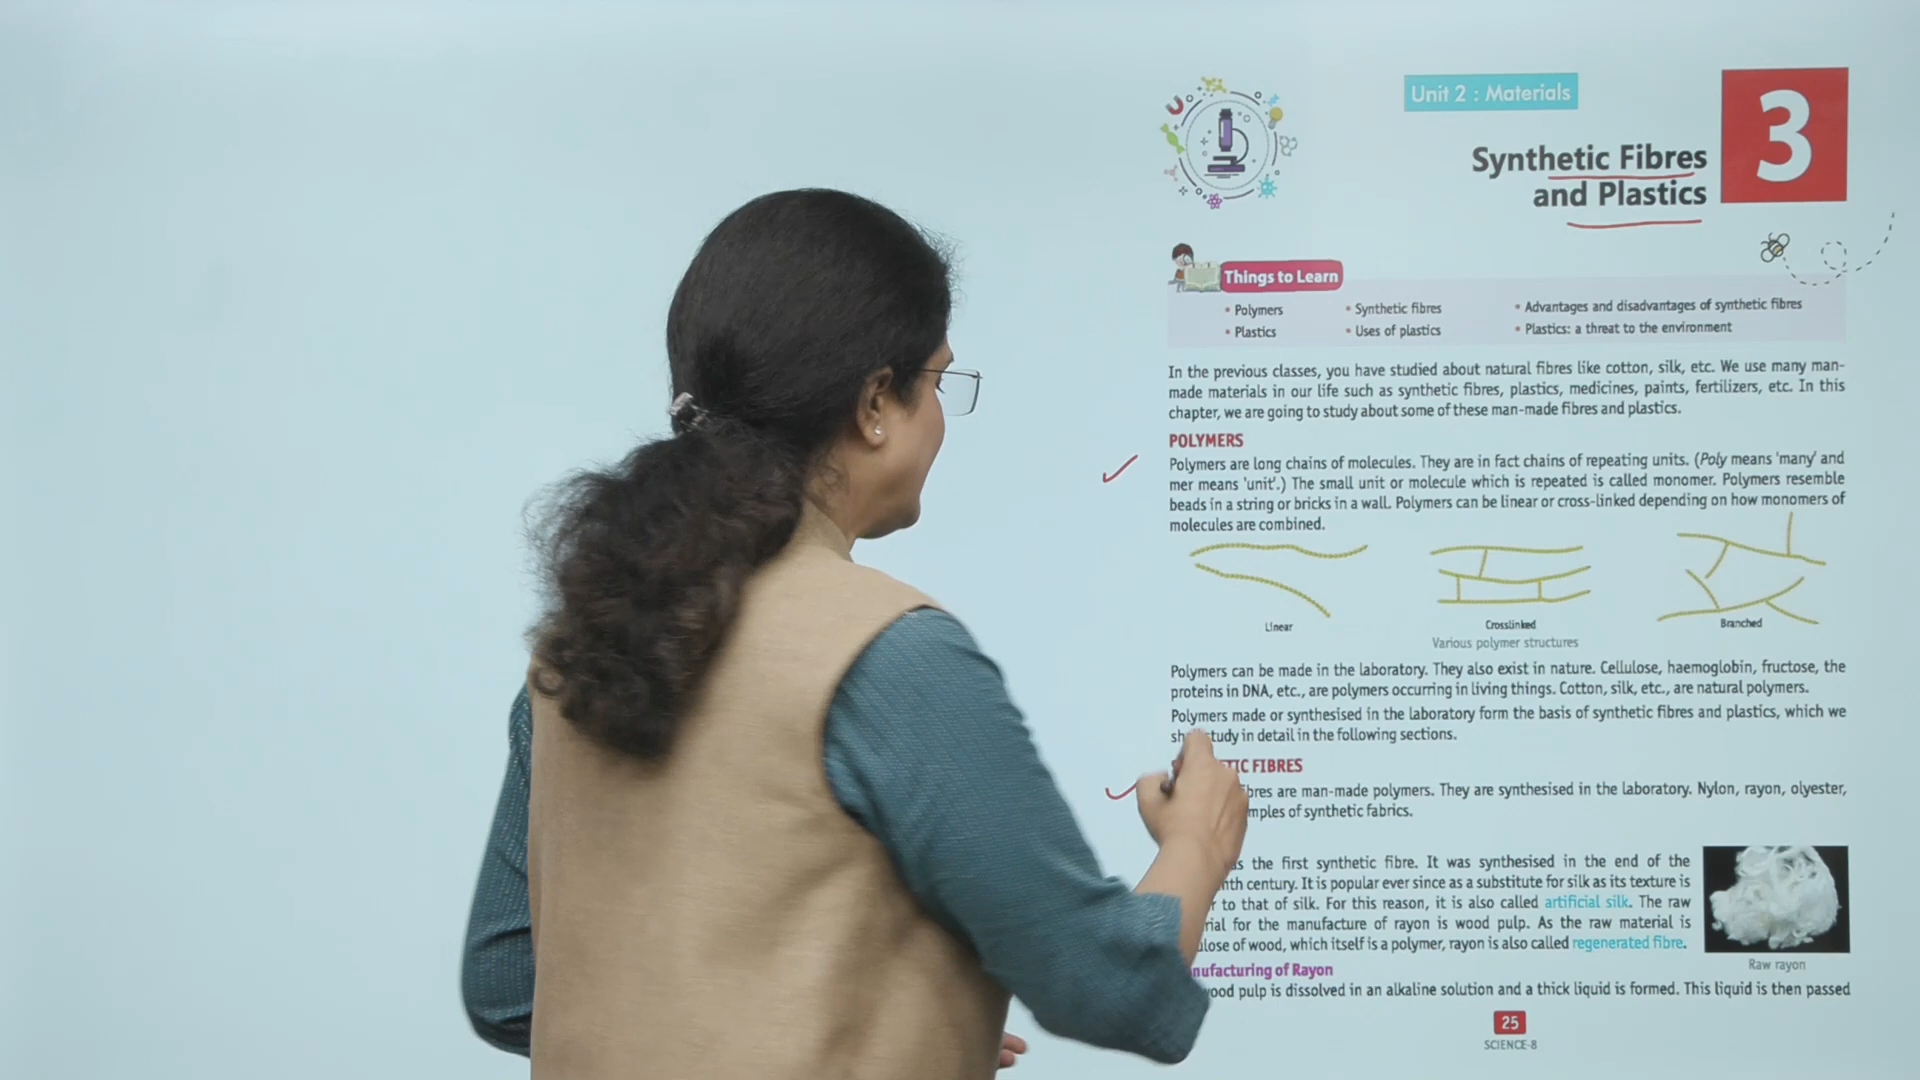 Unit 2 : Materials
3
Synthetic Fibres
and Plastics
Things to Learn
• Polymers • Synthetic fibres • Advantages and disadvantages of synthetic fibres
• Plastics • Uses of plastics • Plastics: a threat to the environment
In the previous classes, you have studied about natural fibres like cotton, silk, etc. We use many man-
made materials in our life such as synthetic fibres, plastics, medicines, paints, fertilizers, etc. In this
chapter, we are going to study about some of these man-made fibres and plastics.
POLYMERS
Polymers are long chains of molecules. They are in fact chains of repeating units. (Poly means 'many' and
mer means 'unit'.) The small unit or molecule which is repeated is called monomer. Polymers resemble
beads in a string or bricks in a wall. Polymers can be linear or cross-linked depending on how monomers of
molecules are combined.
Linear Crosslinked Branched
Various polymer structures
Polymers can be made in the laboratory. They also exist in nature. Cellulose, haemoglobin, fructose, the
proteins in DNA, etc., are polymers occurring in living things. Cotton, silk, etc., are natural polymers.
Polymers made or synthesised in the laboratory form the basis of synthetic fibres and plastics, which we
study in detail in the following sections.
FIBRES
are man-made polymers. They are synthesised in the laboratory. Nylon, rayon, olyester,
of synthetic fabrics.
the first synthetic fibre. It was synthesised in the end of the
century. It is popular ever since as a substitute for silk as its texture is
to that of silk. For this reason, it is also called artificial silk. The raw
for the manufacture of rayon is wood pulp. As the raw material is
of wood, which itself is a polymer, rayon is also called regenerated fibre.
Raw rayon
of Rayon
pulp is dissolved in an alkaline solution and a thick liquid is formed. This liquid is then passed
25
SCIENCE-8